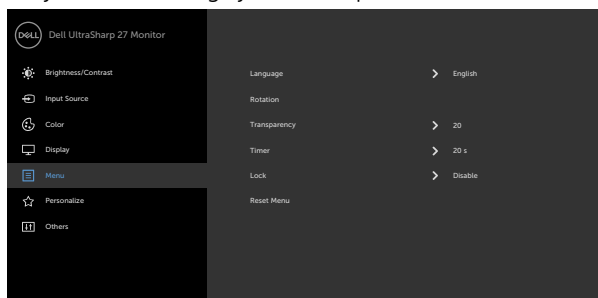 DELL Dell UltraSharp 27 Monitor
Brightness/Contrast
Input Source
Color
Display
Menu
Personalize
Others
Language English
Rotation
Transparency 20
Timer 20 s
Lock Disable
Reset Menu